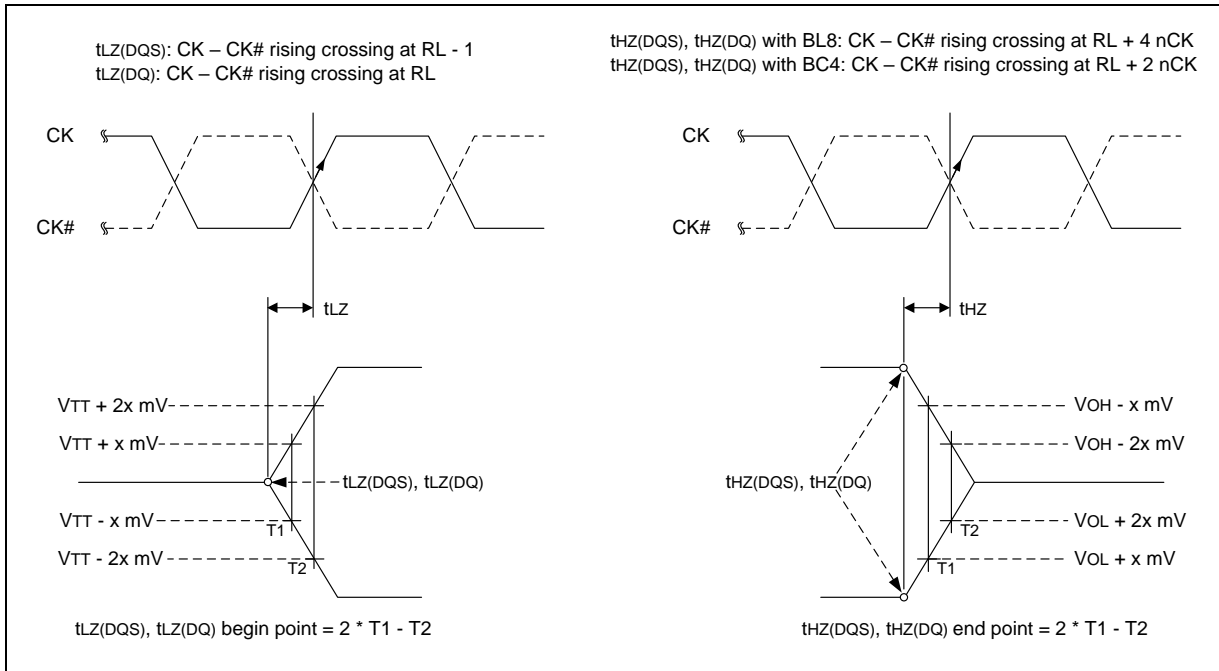 tLZ(DQS): CK – CK# rising crossing at RL - 1
tLZ(DQ): CK – CK# rising crossing at RL
CK
CK#
tLZ
VTT + 2x mV
VTT + x mV
tLZ(DQS), tLZ(DQ)
VTT - x mV
T1
VTT - 2x mV
T2
tLZ(DQS), tLZ(DQ) begin point = 2 * T1 - T2
tHZ(DQS), tHZ(DQ) with BL8: CK – CK# rising crossing at RL + 4 nCK
tHZ(DQS), tHZ(DQ) with BC4: CK – CK# rising crossing at RL + 2 nCK
CK
CK#
tHZ
VOH - x mV
VOH - 2x mV
tHZ(DQS), tHZ(DQ)
VOL + 2x mV
T2
VOL + x mV
T1
tHZ(DQS), tHZ(DQ) end point = 2 * T1 - T2